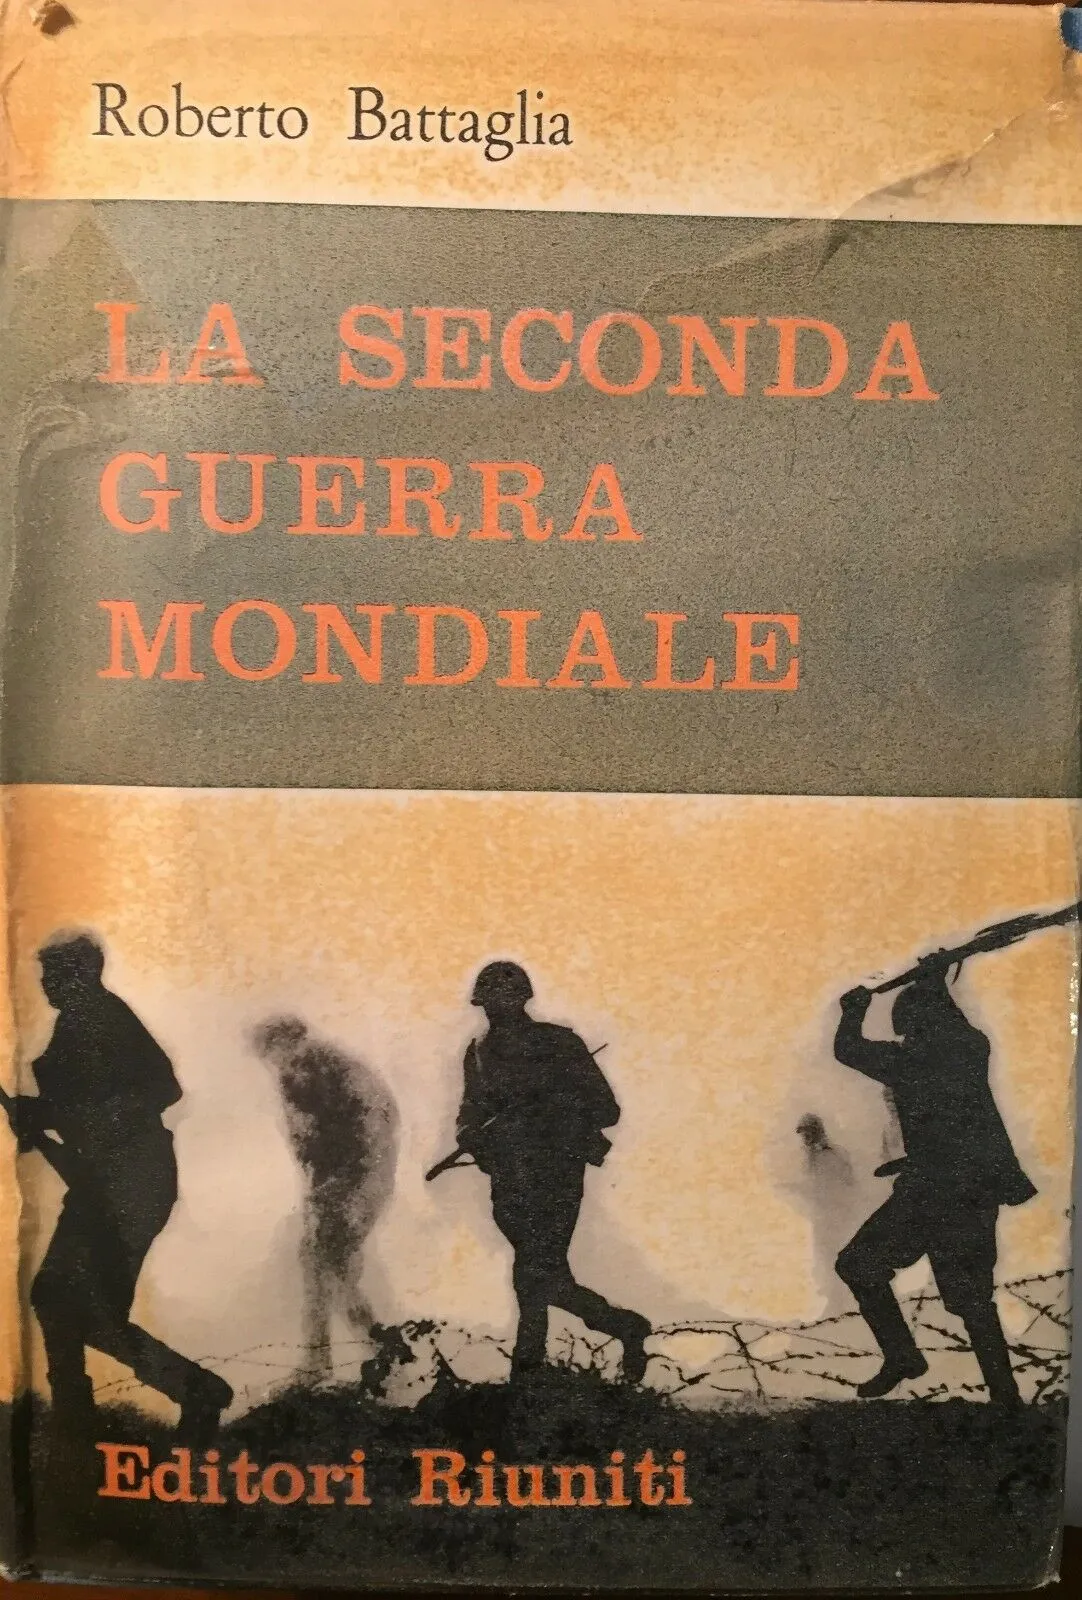 Roberto Battaglia
LA SECONDA
GUERRA
MONDIALE
Editori Riuniti